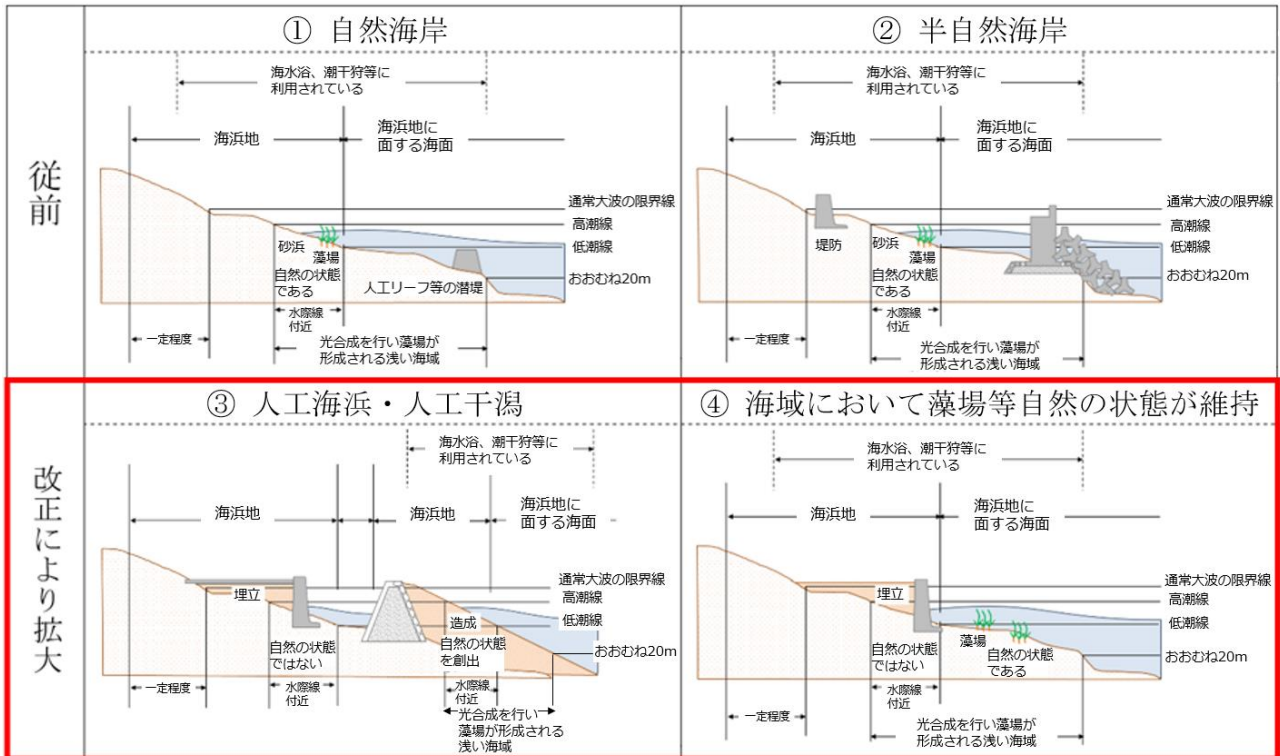 ① 自然海岸
② 半自然海岸
従前
海水浴、潮干狩等に
利用されている
海浜地
海浜地に
面する海面
通常大波の限界線
高潮線
低潮線
おおむね20m
砂浜
藻場
自然の状態
である
人工リーフ等の潜堤
水際線
付近
一定程度
光合成を行い藻場が
形成される浅い海域
海水浴、潮干狩等に
利用されている
海浜地
海浜地に
面する海面
通常大波の限界線
高潮線
低潮線
おおむね20m
堤防
砂浜
藻場
自然の状態
である
水際線
付近
一定程度
光合成を行い藻場が
形成される浅い海域
改正により拡大
③ 人工海浜・人工干潟
④ 海域において藻場等自然の状態が維持
海水浴、潮干狩等に
利用されている
海浜地
海浜地
海浜地に
面する海面
通常大波の限界線
高潮線
低潮線
おおむね20m
埋立
造成
自然の状態
ではない
自然の状態
を創出
水際線
付近
水際線
付近
一定程度
光合成を行い
藻場が形成される
浅い海域
海水浴、潮干狩等に
利用されている
海浜地
海浜地に
面する海面
通常大波の限界線
高潮線
低潮線
おおむね20m
埋立
藻場
自然の状態
ではない
自然の状態
である
水際線
付近
一定程度
光合成を行い藻場が
形成される浅い海域